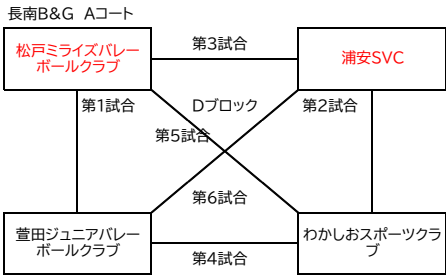 長南B&G Aコート
松戸ミライズバレー
ボールクラブ
第3試合
浦安SVC
第1試合
Dブロック
第2試合
第5試合
第6試合
萱田ジュニアバレー
ボールクラブ
わかしおスポーツクラ
ブ
第4試合